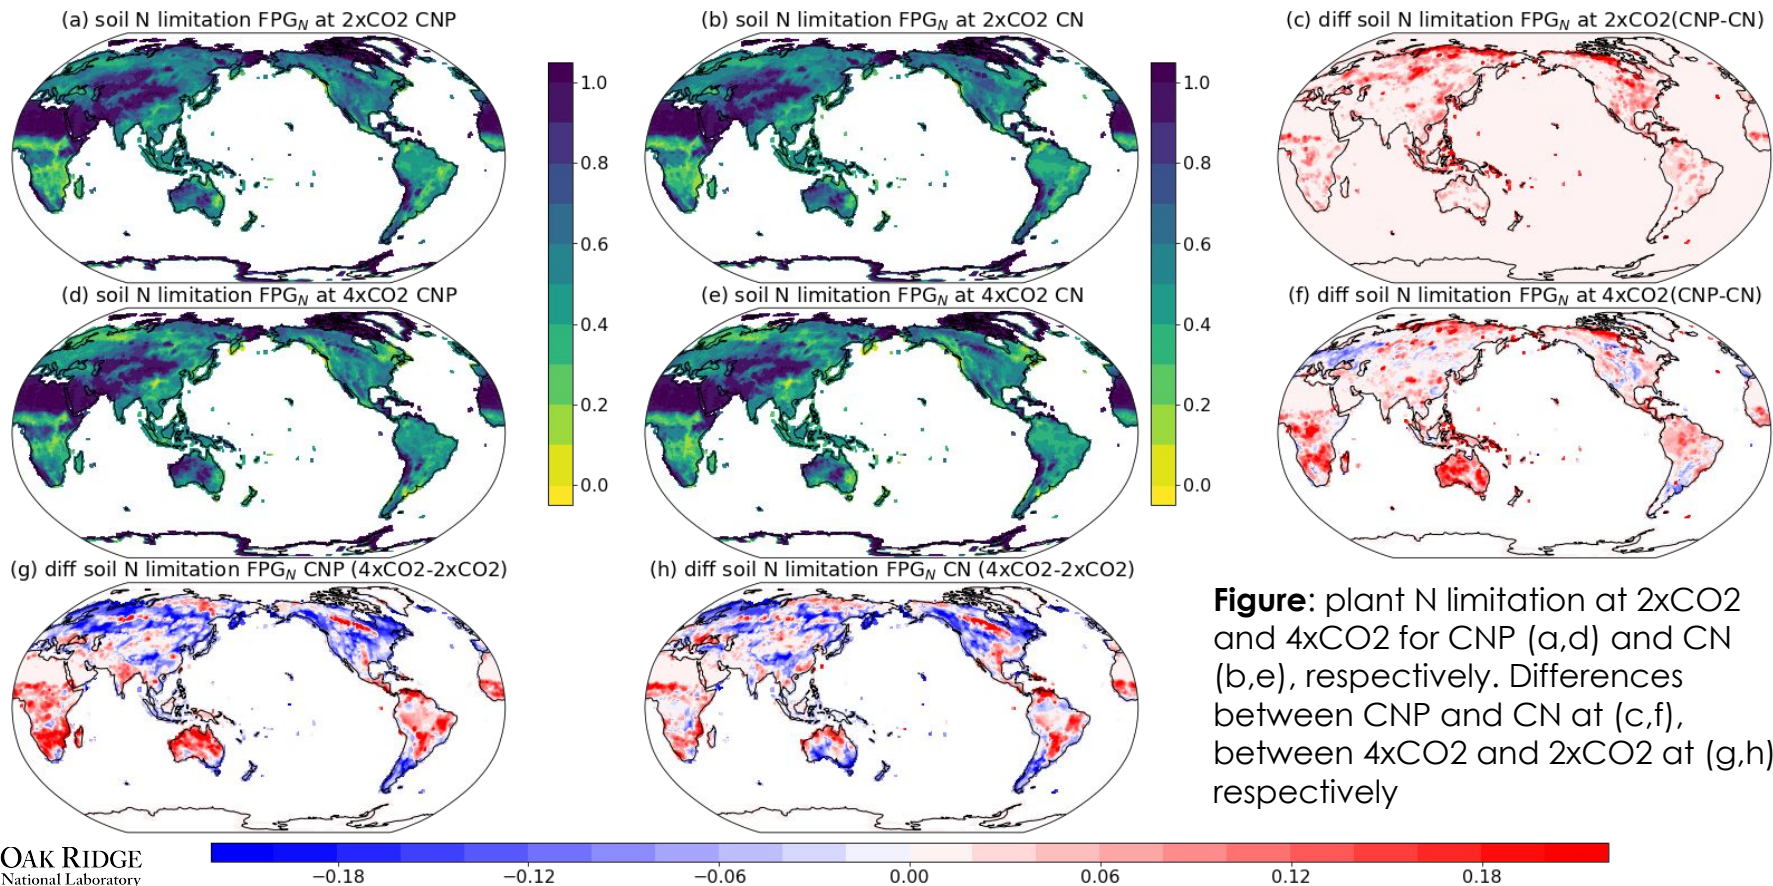 (a) soil N limitation FPG_N at 2xCO2 CNP
(b) soil N limitation FPG_N at 2xCO2 CN
(c) diff soil N limitation FPG_N at 2xCO2(CNP-CN)
1.0
0.8
0.6
0.4
0.2
0.0
1.0
0.8
0.6
0.4
0.2
0.0
(d) soil N limitation FPG_N at 4xCO2 CNP
(e) soil N limitation FPG_N at 4xCO2 CN
(f) diff soil N limitation FPG_N at 4xCO2(CNP-CN)
(g) diff soil N limitation FPG_N CNP (4xCO2-2xCO2)
(h) diff soil N limitation FPG_N CN (4xCO2-2xCO2)
Figure: plant N limitation at 2xCO2
and 4xCO2 for CNP (a,d) and CN
(b,e), respectively. Differences
between CNP and CN at (c,f),
between 4xCO2 and 2xCO2 at (g,h)
respectively
OAK RIDGE
National Laboratory
−0.18 −0.12 −0.06 0.00 0.06 0.12 0.18